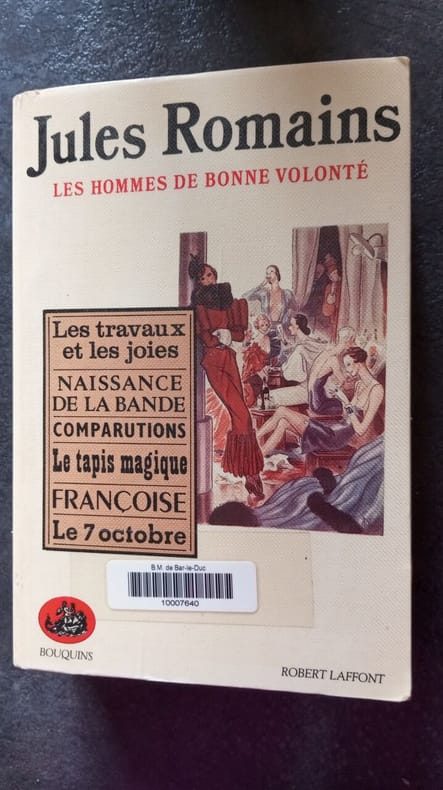 Jules Romains
LES HOMMES DE BONNE VOLONTÉ
Les travaux
et les joies
NAISSANCE
DE LA BANDE
COMPARUTIONS
Le tapis magique
FRANÇOISE
Le 7 octobre
B.M. de Bar-le-Duc
10007640
BOUQUINS
ROBERT LAFFONT